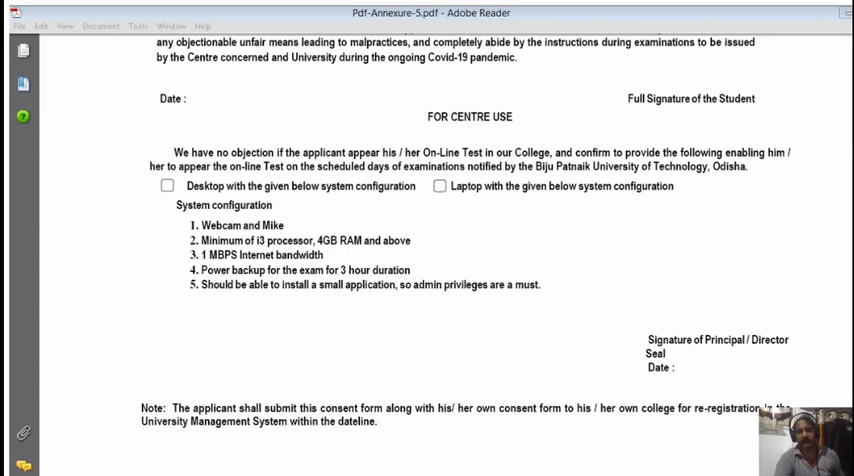 Pdf-Annexure-5.pdf - Adobe Reader
File Edit View Document Tools Window Help
any objectionable unfair means leading to malpractices, and completely abide by the instructions during examinations to be issued
by the Centre concerned and University during the ongoing Covid-19 pandemic.
Date : Full Signature of the Student
FOR CENTRE USE
We have no objection if the applicant appear his / her On-Line Test in our College, and confirm to provide the following enabling him /
her to appear the on-line Test on the scheduled days of examinations notified by the Biju Patnaik University of Technology, Odisha.
Desktop with the given below system configuration Laptop with the given below system configuration
System configuration
1. Webcam and Mike
2. Minimum of i3 processor, 4GB RAM and above
3. 1 MBPS Internet bandwidth
4. Power backup for the exam for 3 hour duration
5. Should be able to install a small application, so admin privileges are a must.
Signature of Principal / Director
Seal
Date :
Note: The applicant shall submit this consent form along with his/ her own consent form to his / her own college for re-registration in the
University Management System within the dateline.